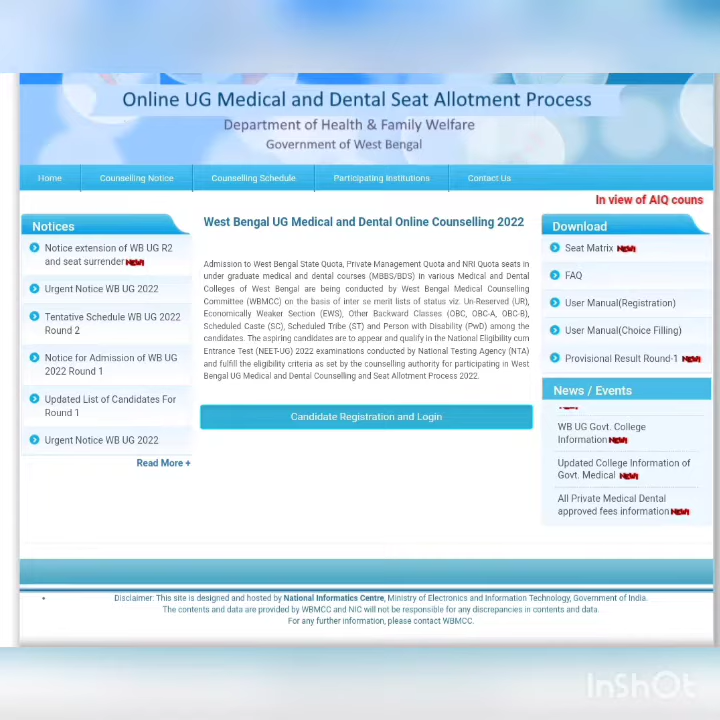 Online UG Medical and Dental Seat Allotment Process
Department of Health & Family Welfare
Government of West Bengal
Home
Counselling Notice
Counselling Schedule
Participating Institutions
Contact Us
In view of AIQ couns
Notices
Notice extension of WB UG R2
and seat surrender NEW!
Urgent Notice WB UG 2022
Tentative Schedule WB UG 2022
Round 2
Notice for Admission of WB UG
2022 Round 1
Updated List of Candidates For
Round 1
Urgent Notice WB UG 2022
Read More +
West Bengal UG Medical and Dental Online Counselling 2022
Admission to West Bengal State Quota, Private Management Quota and NRI Quota seats in
under graduate medical and dental courses (MBBS/BDS) in various Medical and Dental
Colleges of West Bengal are being conducted by West Bengal Medical Counselling
Committee (WBMCC) on the basis of inter se merit lists of status viz. Un-Reserved (UR),
Economically Weaker Section (EWS), Other Backward Classes (OBC, OBC-A, OBC-B),
Scheduled Caste (SC), Scheduled Tribe (ST) and Person with Disability (PwD) among the
candidates. The aspiring candidates are to appear and qualify in the National Eligibility cum
Entrance Test (NEET-UG) 2022 examinations conducted by National Testing Agency (NTA)
and fulfill the eligibility criteria as set by the counselling authority for participating in West
Bengal UG Medical and Dental Counselling and Seat Allotment Process 2022.
Candidate Registration and Login
Download
Seat Matrix NEW!
FAQ
User Manual(Registration)
User Manual(Choice Filling)
Provisional Result Round-1 NEW!
News / Events
WB UG Govt. College
Information NEW!
Updated College Information of
Govt. Medical NEW!
All Private Medical Dental
approved fees information NEW!
Disclaimer: This site is designed and hosted by National Informatics Centre, Ministry of Electronics and Information Technology, Government of India.
The contents and data are provided by WBMCC and NIC will not be responsible for any discrepancies in contents and data.
For any further information, please contact WBMCC.
InShOt